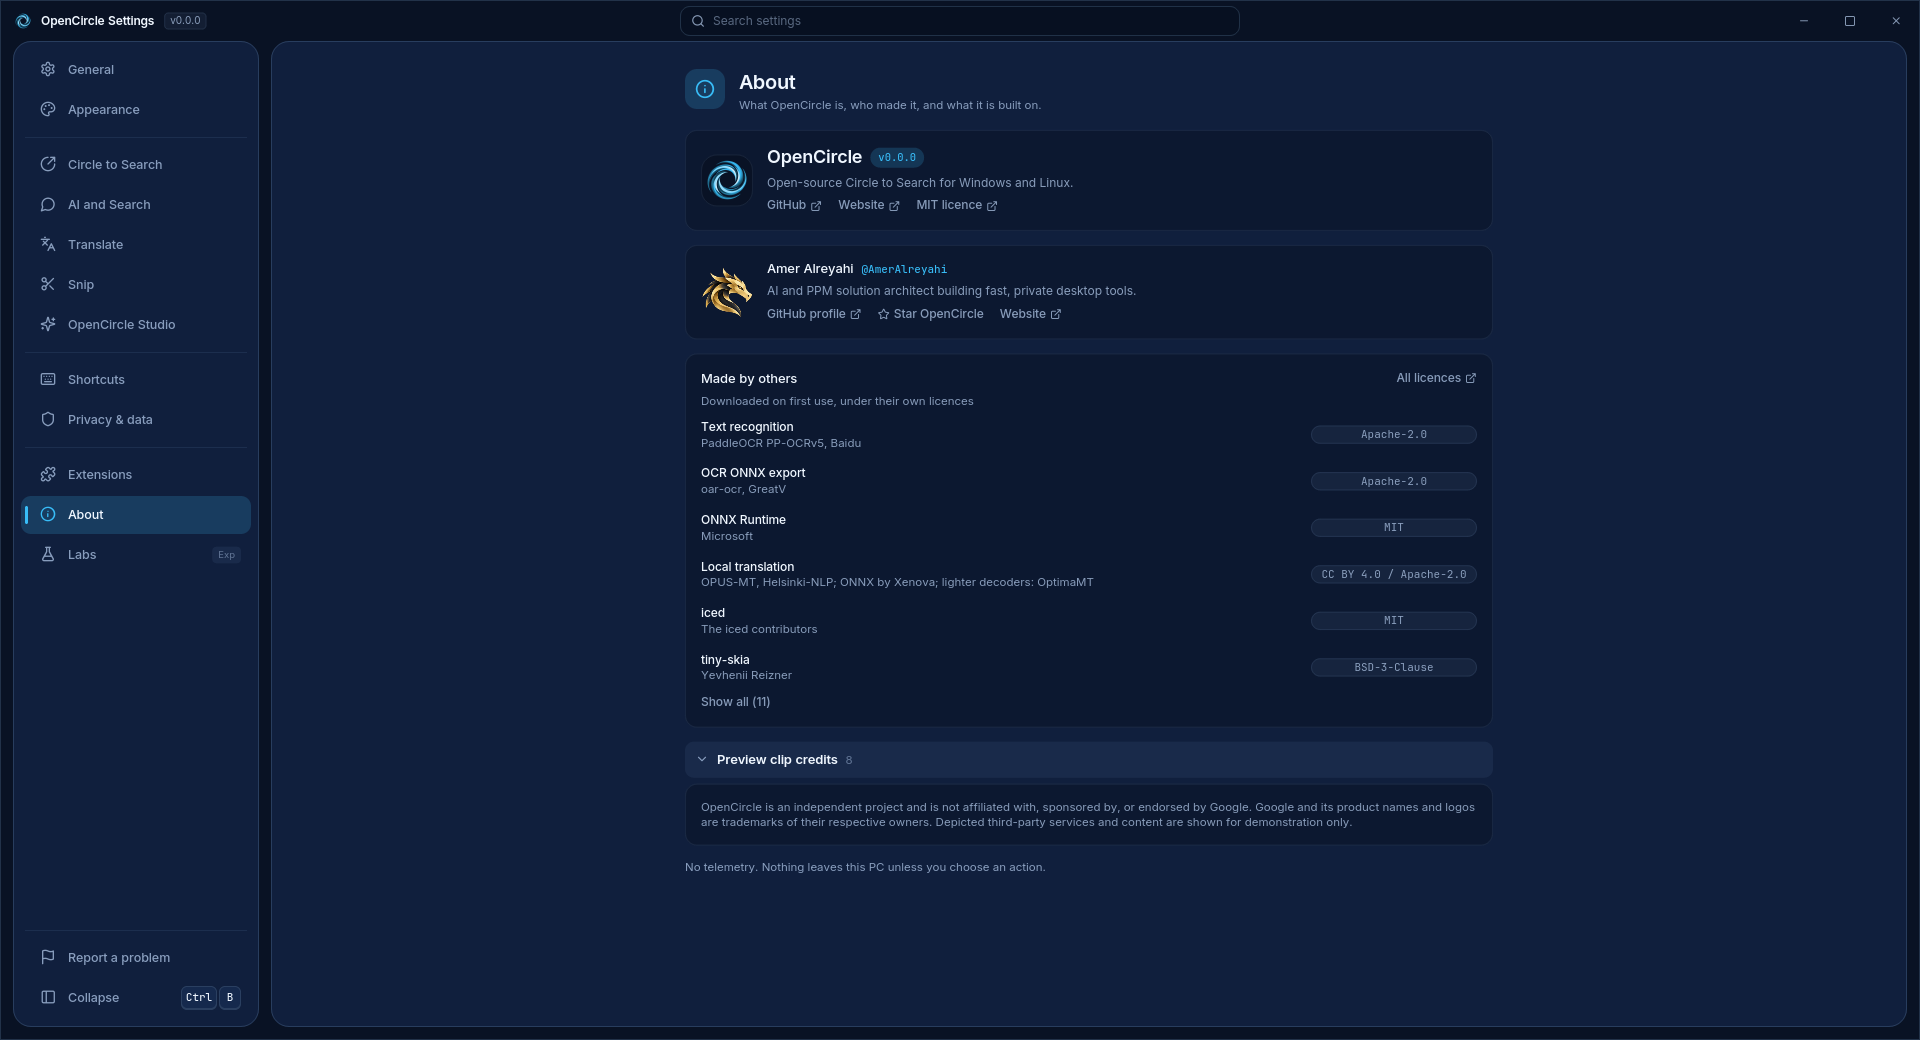 OpenCircle Settings v0.0.0
Search settings
General
Appearance
Circle to Search
AI and Search
Translate
Snip
OpenCircle Studio
Shortcuts
Privacy & data
Extensions
About
Labs Exp
Report a problem
Collapse Ctrl B
About
What OpenCircle is, who made it, and what it is built on.
OpenCircle v0.0.0
Open-source Circle to Search for Windows and Linux.
GitHub Website MIT licence
Amer Alreyahi @AmerAlreyahi
AI and PPM solution architect building fast, private desktop tools.
GitHub profile Star OpenCircle Website
Made by others All licences
Downloaded on first use, under their own licences
Text recognition
PaddleOCR PP-OCRv5, Baidu
Apache-2.0
OCR ONNX export
oar-ocr, GreatV
Apache-2.0
ONNX Runtime
Microsoft
MIT
Local translation
OPUS-MT, Helsinki-NLP; ONNX by Xenova; lighter decoders: OptimaMT
CC BY 4.0 / Apache-2.0
iced
The iced contributors
MIT
tiny-skia
Yevhenii Reizner
BSD-3-Clause
Show all (11)
Preview clip credits 8
OpenCircle is an independent project and is not affiliated with, sponsored by, or endorsed by Google. Google and its product names and logos
are trademarks of their respective owners. Depicted third-party services and content are shown for demonstration only.
No telemetry. Nothing leaves this PC unless you choose an action.